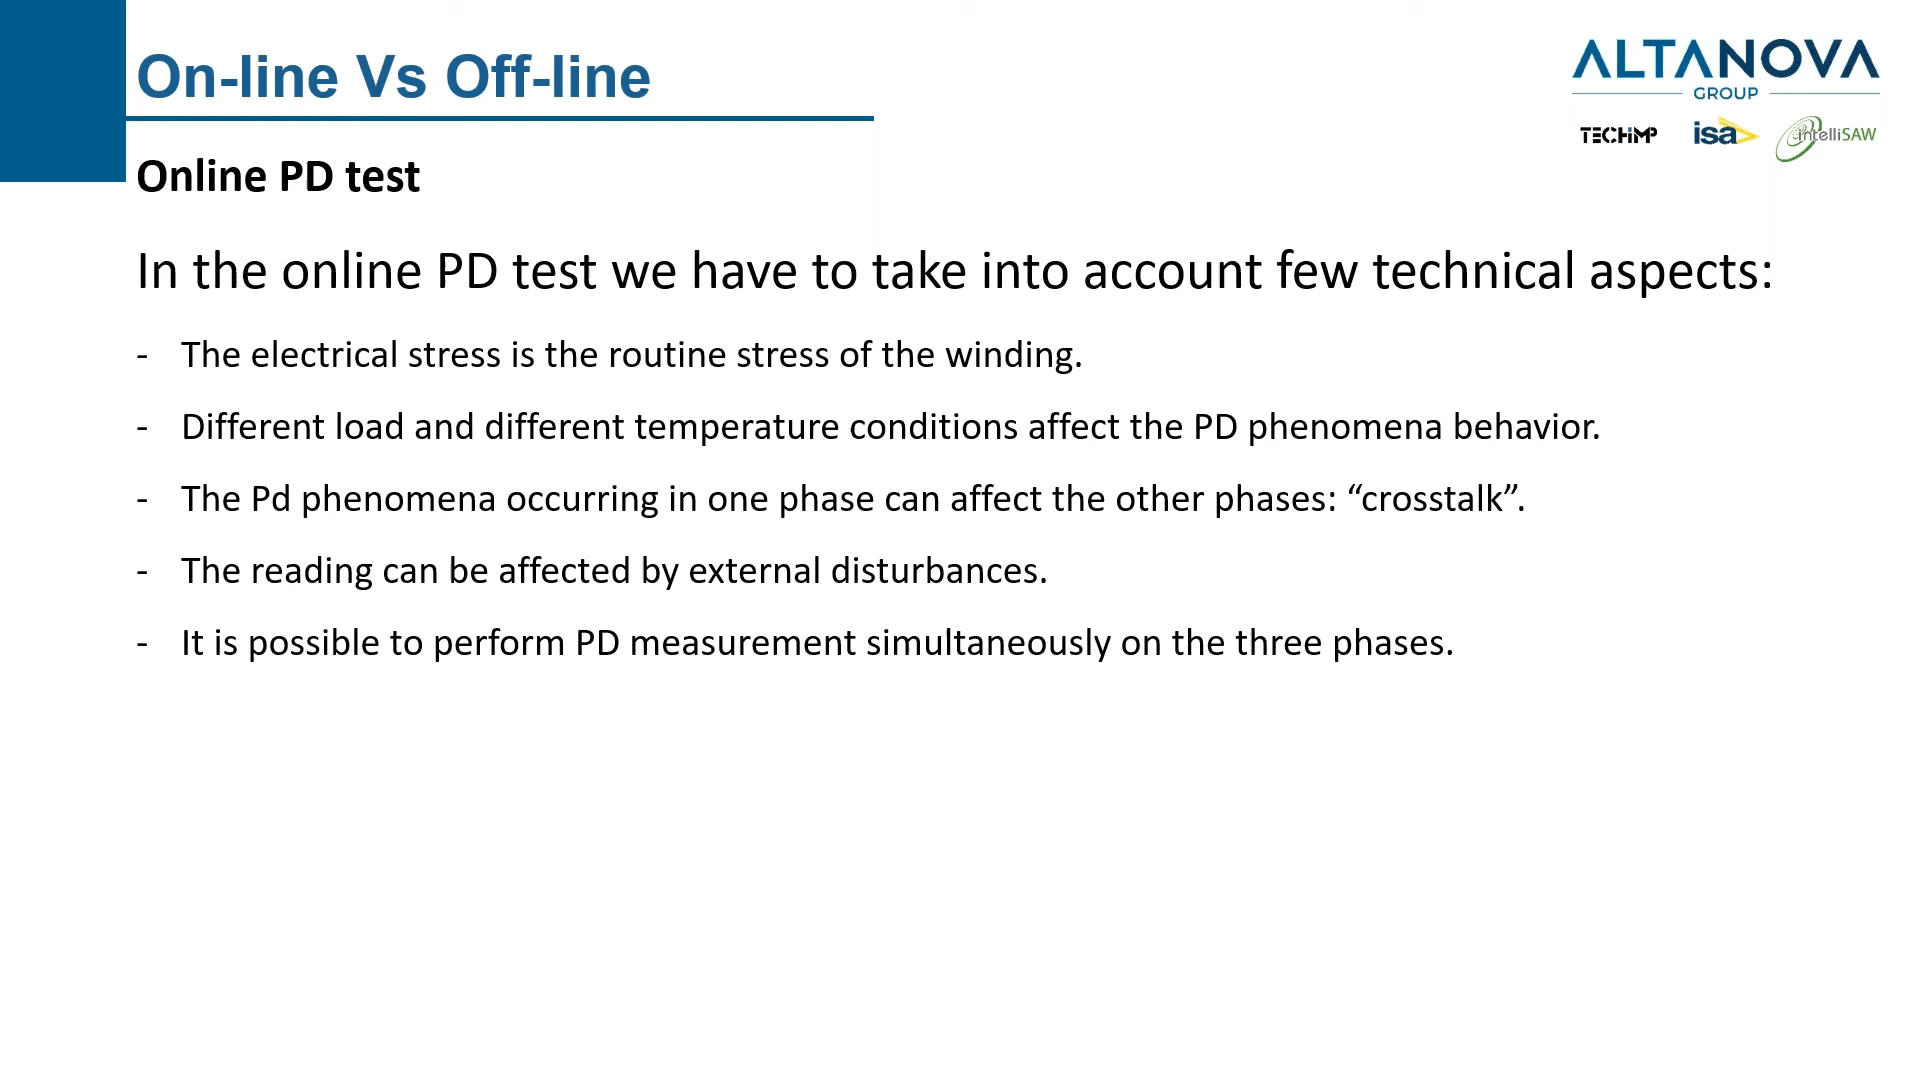 On-line Vs Off-line
ALTANOVA
GROUP
TECHIMP isa intelliSAW
Online PD test
In the online PD test we have to take into account few technical aspects:
- The electrical stress is the routine stress of the winding.
- Different load and different temperature conditions affect the PD phenomena behavior.
- The Pd phenomena occurring in one phase can affect the other phases: “crosstalk”.
- The reading can be affected by external disturbances.
- It is possible to perform PD measurement simultaneously on the three phases.